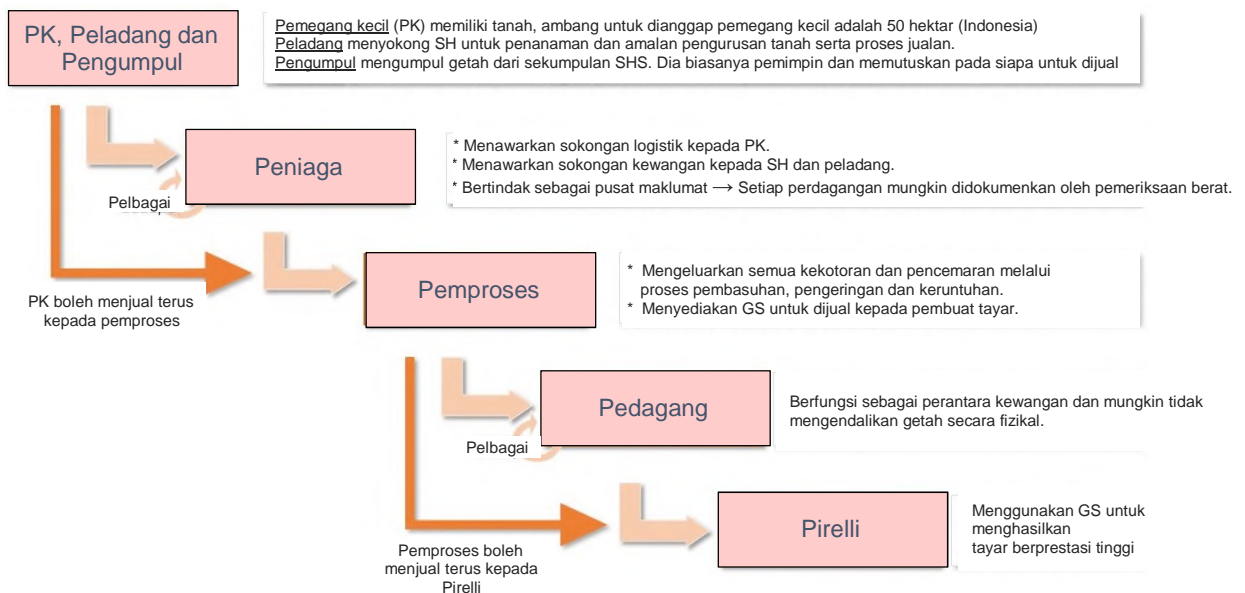 PK, Peladang dan
Pengumpul
Pemegang kecil (PK) memiliki tanah, ambang untuk dianggap pemegang kecil adalah 50 hektar (Indonesia)
Peladang menyokong SH untuk penanaman dan amalan pengurusan tanah serta proses jualan.
Pengumpul mengumpul getah dari sekumpulan SHS. Dia biasanya pemimpin dan memutuskan pada siapa untuk dijual
Peniaga
* Menawarkan sokongan logistik kepada PK.
* Menawarkan sokongan kewangan kepada SH dan peladang.
* Bertindak sebagai pusat maklumat → Setiap perdagangan mungkin didokumenkan oleh pemeriksaan berat.
Pelbagai
PK boleh menjual terus
kepada pemproses
Pemproses
* Mengeluarkan semua kekotoran dan pencemaran melalui
proses pembasuhan, pengeringan dan keruntuhan.
* Menyediakan GS untuk dijual kepada pembuat tayar.
Pedagang
Berfungsi sebagai perantara kewangan dan mungkin tidak
mengendalikan getah secara fizikal.
Pelbagai
Pemproses boleh
menjual terus kepada
Pirelli
Pirelli
Menggunakan GS untuk
menghasilkan
tayar berprestasi tinggi